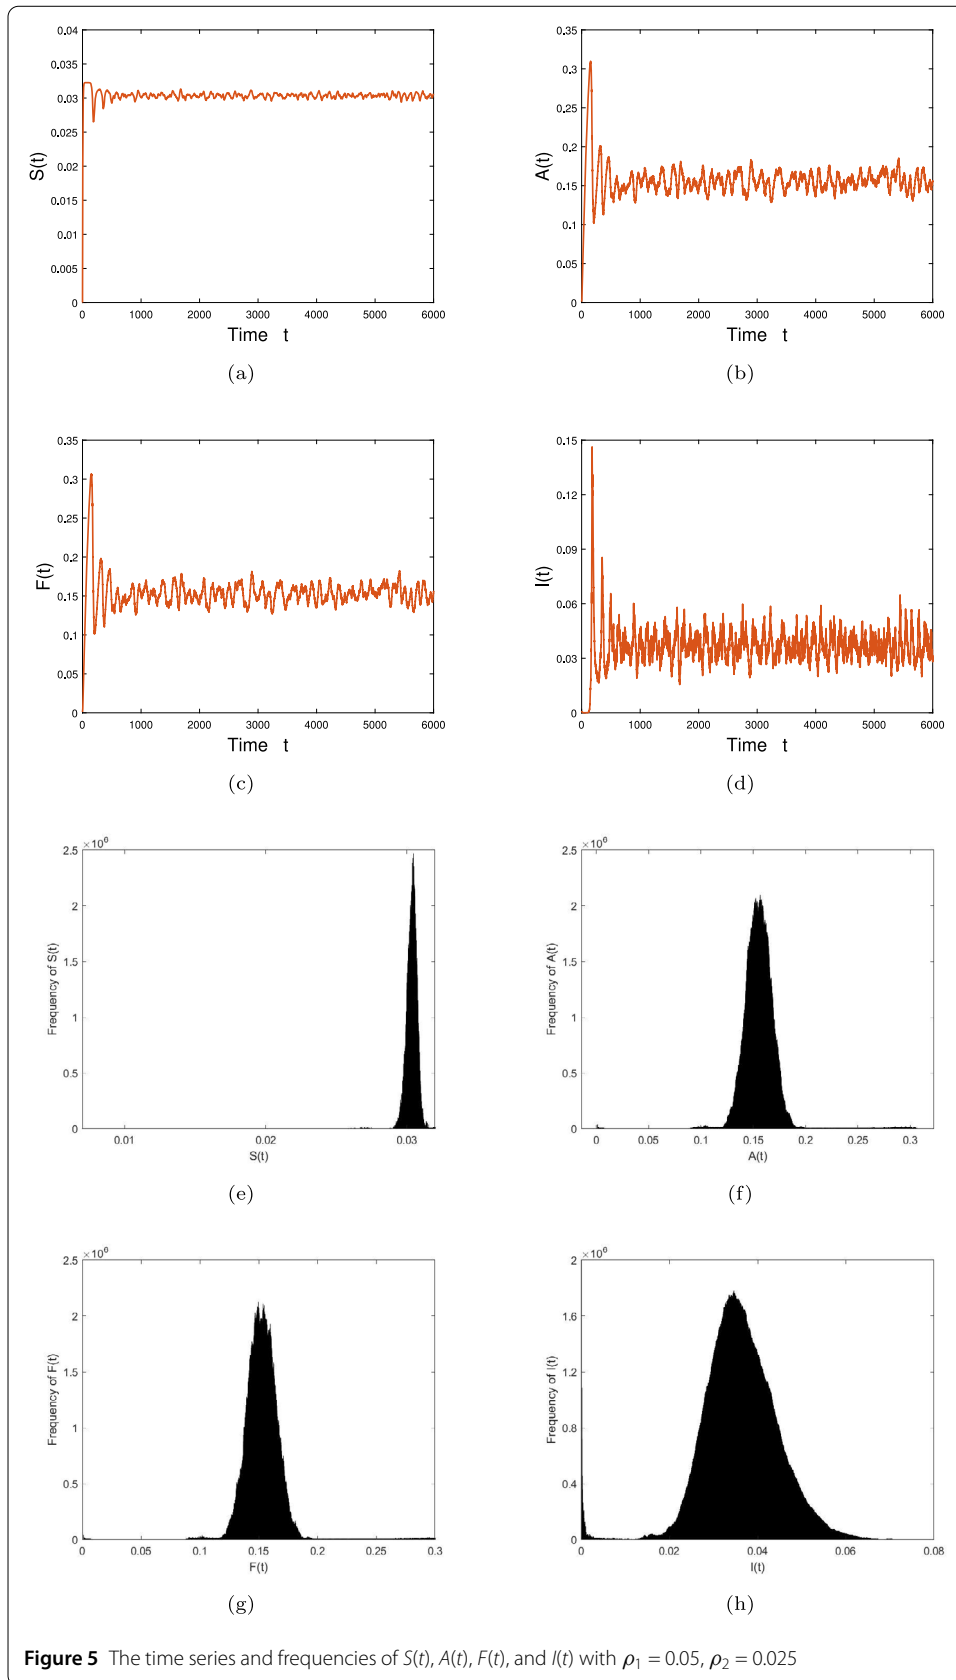 0.04
0.035
0.03
0.025
0.02
0.015
0.01
0.005
0
S(t)
0 1000 2000 3000 4000 5000 6000
Time t
(a)
0.35
0.3
0.25
0.2
0.15
0.1
0.05
0
A(t)
0 1000 2000 3000 4000 5000 6000
Time t
(b)
0.35
0.3
0.25
0.2
0.15
0.1
0.05
0
F(t)
0 1000 2000 3000 4000 5000 6000
Time t
(c)
0.15
0.12
0.09
0.06
0.03
0
I(t)
0 1000 2000 3000 4000 5000 6000
Time t
(d)
×10⁶
2.5
2
1.5
1
0.5
0
Frequency of S(t)
0.01 0.02 0.03
S(t)
(e)
×10⁶
2.5
2
1.5
1
0.5
0
Frequency of A(t)
0 0.05 0.1 0.15 0.2 0.25 0.3
A(t)
(f)
×10⁶
2.5
2
1.5
1
0.5
0
Frequency of F(t)
0 0.05 0.1 0.15 0.2 0.25 0.3
F(t)
(g)
×10⁶
2
1.6
1.2
0.8
0.4
0
Frequency of I(t)
0 0.02 0.04 0.06 0.08
I(t)
(h)
Figure 5 The time series and frequencies of S(t), A(t), F(t), and I(t) with ρ₁ = 0.05, ρ₂ = 0.025